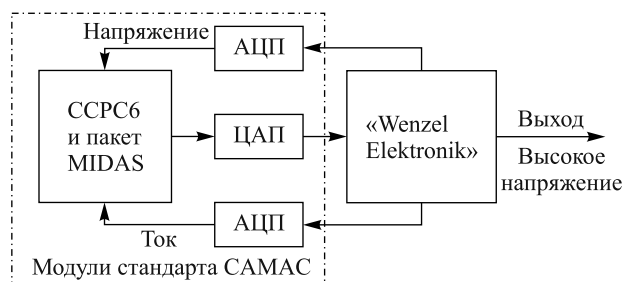 Напряжение
АЦП
CCPC6
и пакет
MIDAS
ЦАП
«Wenzel
Elektronik»
Выход
Высокое
напряжение
АЦП
Ток
Модули стандарта CAMAC